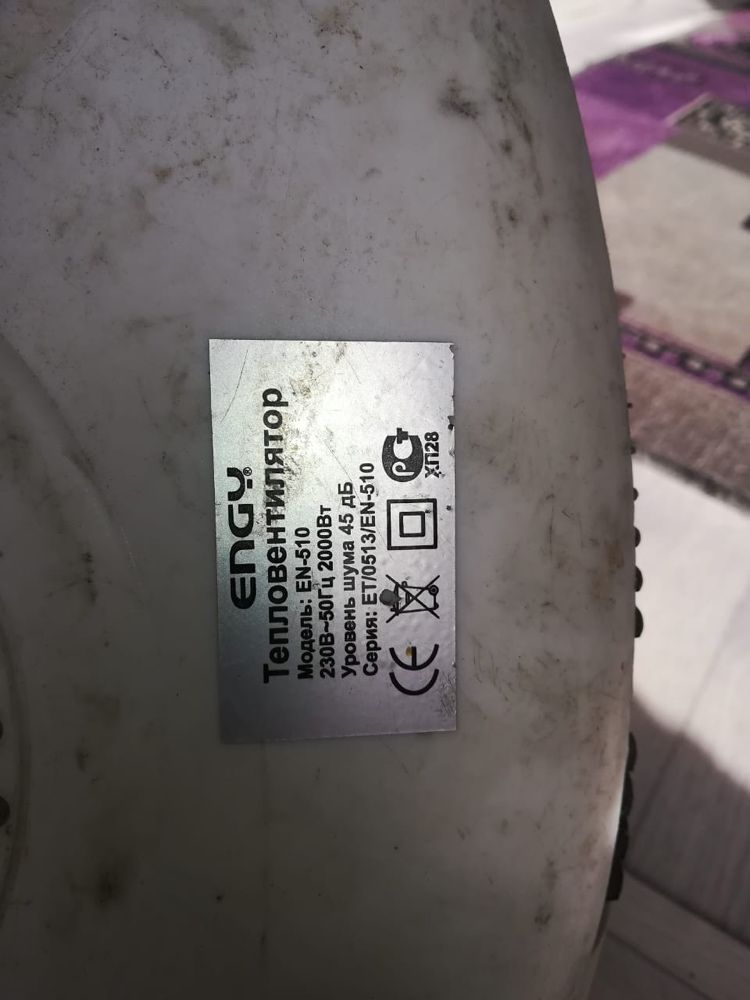 ENGY®
Тепловентилятор
Модель: EN-510
230В~50Гц 2000Вт
Уровень шума 45 дБ
Серия: ET/0513/EN-510
CE
РСТ
ХП28